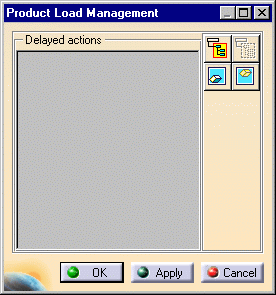 Product Load Management
Delayed actions
OK
Apply
Cancel